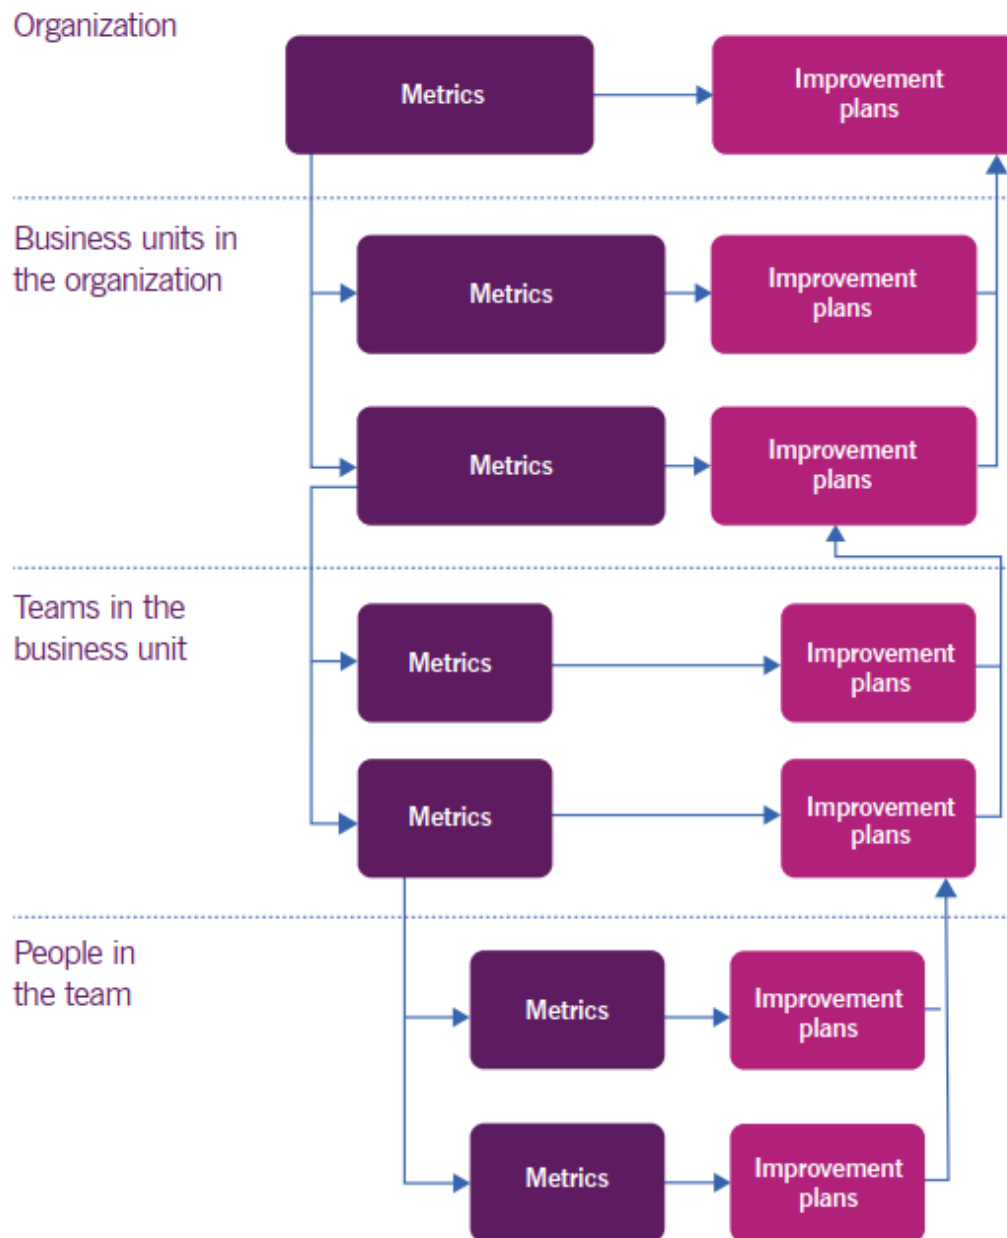 Organization
Metrics
Improvement
plans
Business units in
the organization
Metrics
Improvement
plans
Metrics
Improvement
plans
Teams in the
business unit
Metrics
Improvement
plans
Metrics
Improvement
plans
People in
the team
Metrics
Improvement
plans
Metrics
Improvement
plans